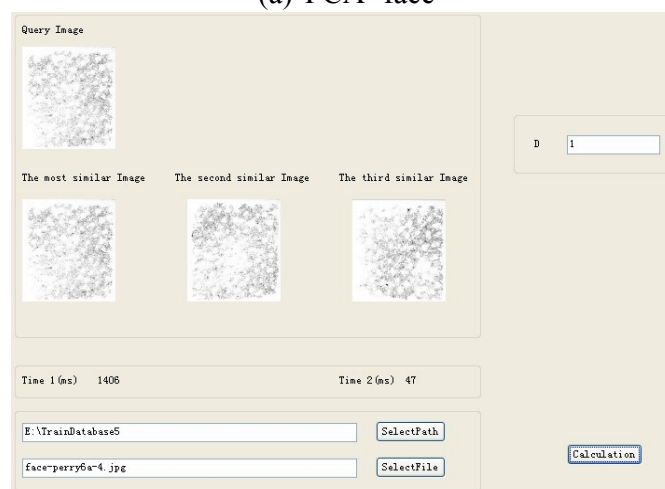 (a) PCA face
Query Image
D 1
The most similar Image The second similar Image The third similar Image
Time 1(ms) 1406 Time 2(ms) 47
E:\TrainDatabase5 SelectPath
Calculation
face-perry6a-4.jpg SelectFile